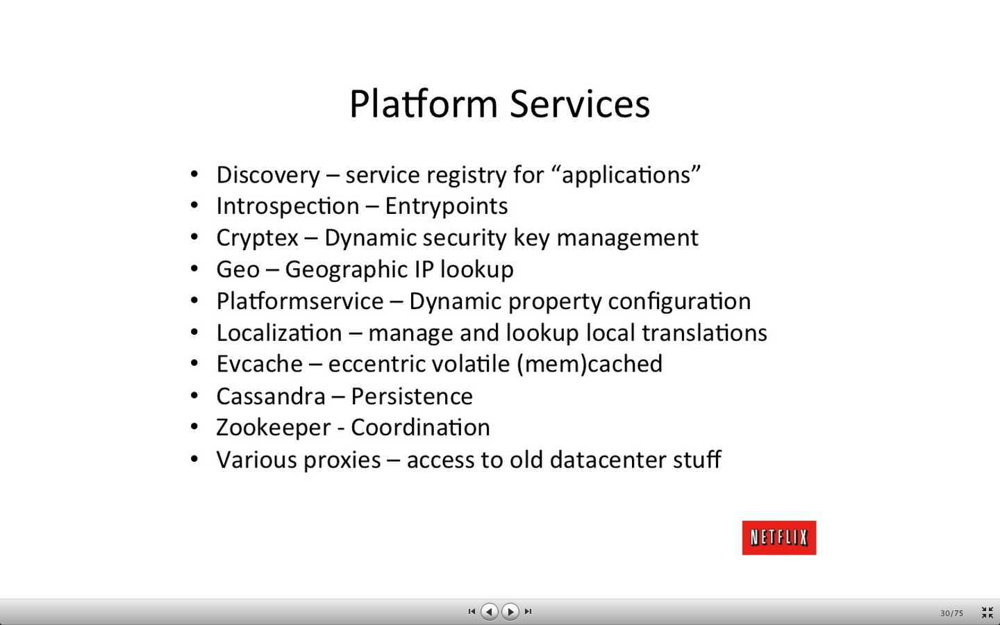 Platform Services
• Discovery – service registry for “applications”
• Introspection – Entrypoints
• Cryptex – Dynamic security key management
• Geo – Geographic IP lookup
• Platformservice – Dynamic property configuration
• Localization – manage and lookup local translations
• Evcache – eccentric volatile (mem)cached
• Cassandra – Persistence
• Zookeeper - Coordination
• Various proxies – access to old datacenter stuff
NETFLIX
30/75